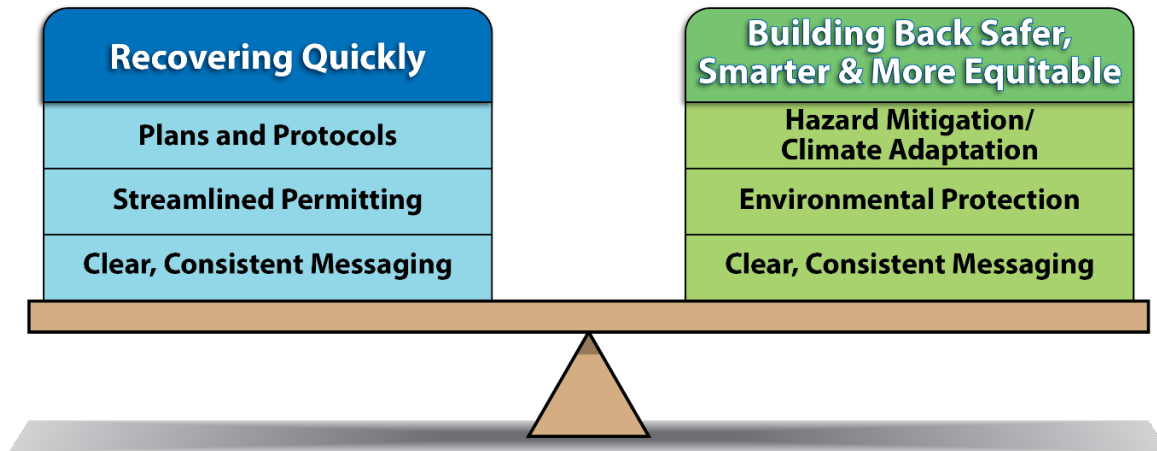 Recovering Quickly
Plans and Protocols
Streamlined Permitting
Clear, Consistent Messaging
Building Back Safer,
Smarter & More Equitable
Hazard Mitigation/
Climate Adaptation
Environmental Protection
Clear, Consistent Messaging